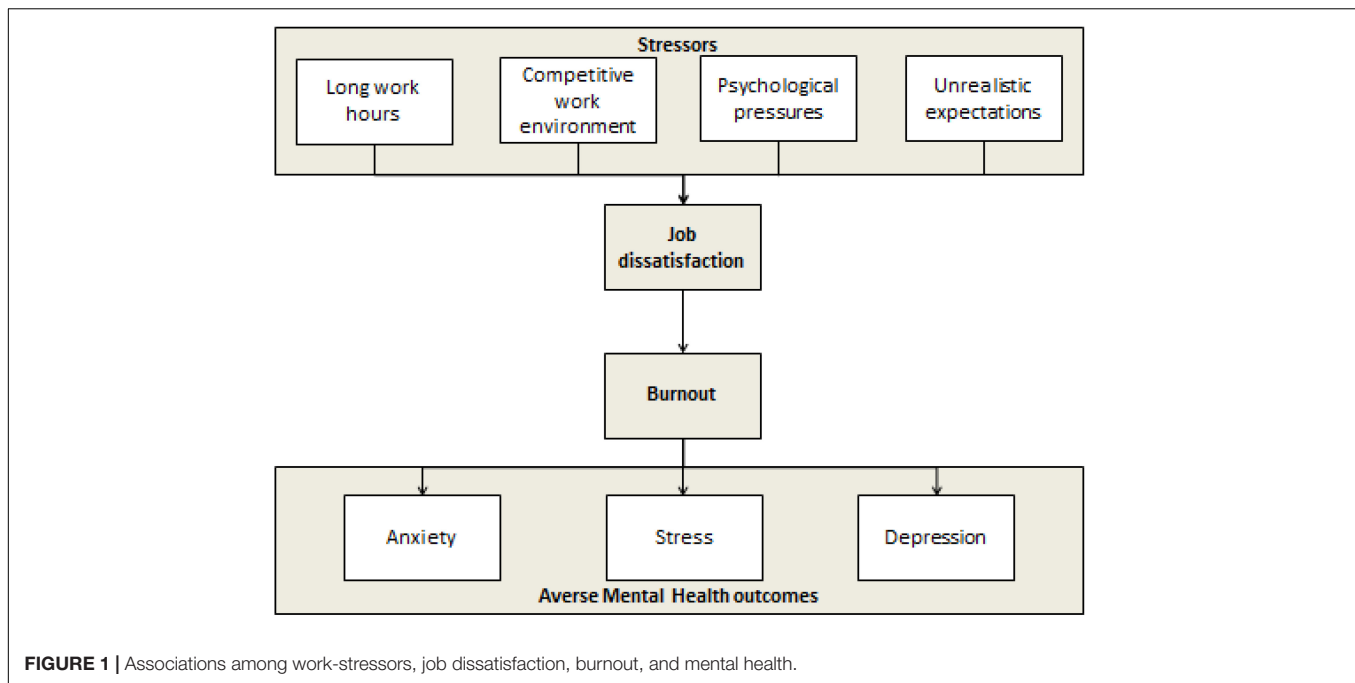 Stressors
Long work
hours
Competitive
work
environment
Psychological
pressures
Unrealistic
expectations
Job
dissatisfaction
Burnout
Anxiety
Stress
Depression
Averse Mental Health outcomes
FIGURE 1 | Associations among work-stressors, job dissatisfaction, burnout, and mental health.